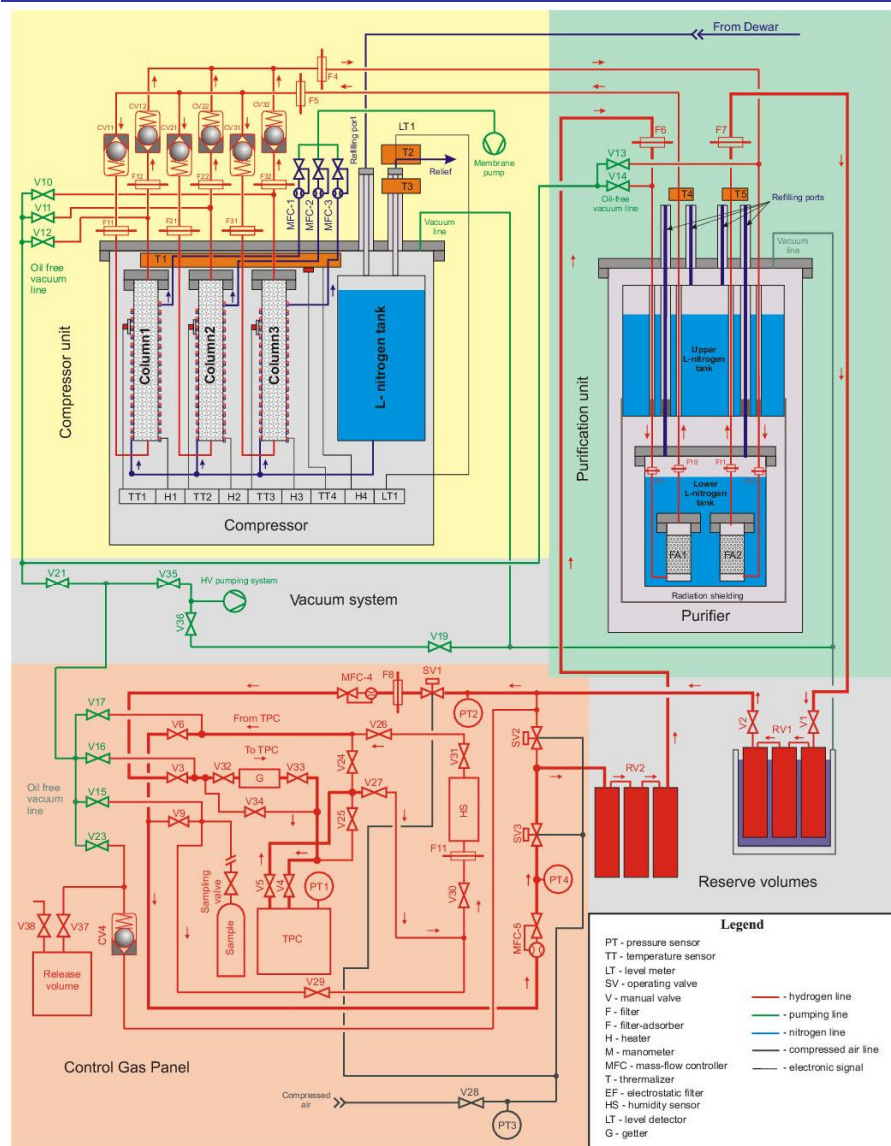 From Dewar
F4
F5
CV11
CV12
CV21
CV22
CV31
CV32
LT1
T2
T3
Relief
Refilling port
Membrane
pump
F6
F7
V13
V14
Oil-free
vacuum line
T4
T5
Refilling ports
V10
V11
V12
F12
F22
F32
F11
F21
F31
MFC-1
MFC-2
MFC-3
Vacuum
line
Vacuum
line
Oil free
vacuum
line
T1
Column1
Column2
Column3
L- nitrogen tank
Upper
L-nitrogen
tank
Compressor unit
Purification unit
F10
F11
Lower
L-nitrogen
tank
FA1
FA2
TT1
H1
TT2
H2
TT3
H3
TT4
H4
LT1
Compressor
Radiation shielding
Purifier
V21
V35
HV pumping system
V36
Vacuum system
V19
MFC-4
F8
SV1
PT2
V2
RV1
V1
V17
V6
From TPC
V26
V16
To TPC
V24
V31
SV2
V3
V32
G
V33
V27
RV2
Oil free
vacuum
line
V15
V9
V34
V25
HS
SV3
V23
F11
PT4
Sampling
valve
V5
V4
PT1
V30
Reserve volumes
V38
V37
CV4
Sample
TPC
MFC-5
Release
volume
V29
Control Gas Panel
Compressed
air
V28
PT3
Legend
PT - pressure sensor
TT - temperature sensor
LT - level meter
SV - operating valve
V - manual valve
F - filter
F - filter-adsorber
H - heater
M - manometer
MFC - mass-flow controller
T - thrermalizer
EF - electrostatic filter
HS - humidity sensor
LT - level detector
G - getter
- hydrogen line
- pumping line
- nitrogen line
- compressed air line
- electronic signal